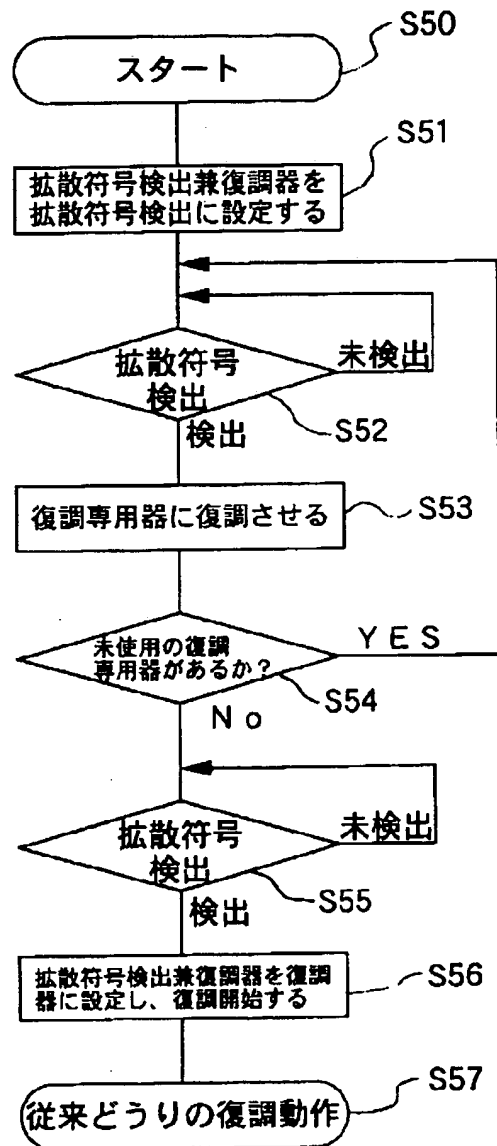 スタート
S50
S51
拡散符号検出兼復調器を
拡散符号検出に設定する
拡散符号
検出
未検出
検出
S52
復調専用器に復調させる
S53
未使用の復調
専用器があるか？
YES
S54
No
拡散符号
検出
未検出
検出
S55
拡散符号検出兼復調器を復調
器に設定し、復調開始する
S56
S57
従来どうりの復調動作